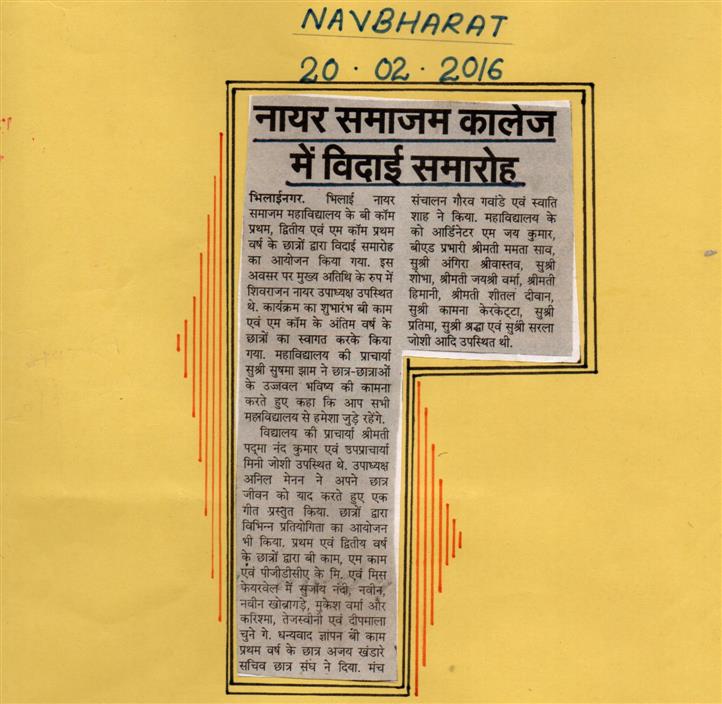 NAVBHARAT
20.02.2016
नायर समाजम कालेज
में विदाई समारोह
भिलाईनगर. भिलाई नायर
समाजम महाविद्यालय के बी कॉम
प्रथम, द्वितीय एवं एम कॉम प्रथम
वर्ष के छात्रों द्वारा विदाई समारोह
का आयोजन किया गया. इस
अवसर पर मुख्य अतिथि के रुप में
शिवराजन नायर उपाध्यक्ष उपस्थित
थे. कार्यक्रम का शुभारंभ बी काम
एवं एम कॉम के अंतिम वर्ष के
छात्रों का स्वागत करके किया
गया. महाविद्यालय की प्राचार्या
सुश्री सुषमा झाम ने छात्र-छात्राओं
के उज्जवल भविष्य की कामना
करते हुए कहा कि आप सभी
महाविद्यालय से हमेशा जुड़े रहेंगे.
विद्यालय की प्राचार्या श्रीमती
पद्मा नंद कुमार एवं उपप्राचार्या
मिनी जोशी उपस्थित थे. उपाध्यक्ष
अनिल मेनन ने अपने छात्र
जीवन को याद करते हुए एक
गीत प्रस्तुत किया. छात्रों द्वारा
विभिन्न प्रतियोगिता का आयोजन
भी किया. प्रथम एवं द्वितीय वर्ष
के छात्रों द्वारा बी काम, एम काम
एवं पीजीडीसीए के मि. एवं मिस
फेयरवेल में सुजॉय नंदी, नवीन,
नवीन खोब्रागड़े, मुकेश वर्मा और
करिश्मा, तेजस्वीनी एवं दीपमाला
चुने गे. धन्यवाद ज्ञापन बी काम
प्रथम वर्ष के छात्र अजय खंडारे
सचिव छात्र संघ ने दिया. मंच
संचालन गौरव गवांडे एवं स्वाति
शाह ने किया. महाविद्यालय के
को आर्डिनेटर एम जय कुमार,
बीएड प्रभारी श्रीमती ममता साव,
सुश्री अंगिरा श्रीवास्तव, सुश्री
शोभा, श्रीमती जयश्री वर्मा, श्रीमती
हिमानी, श्रीमती शीतल दीवान,
सुश्री कामना केरकेट्टा, सुश्री
प्रतिमा, सुश्री श्रद्धा एवं सुश्री सरला
जोशी आदि उपस्थित थी.